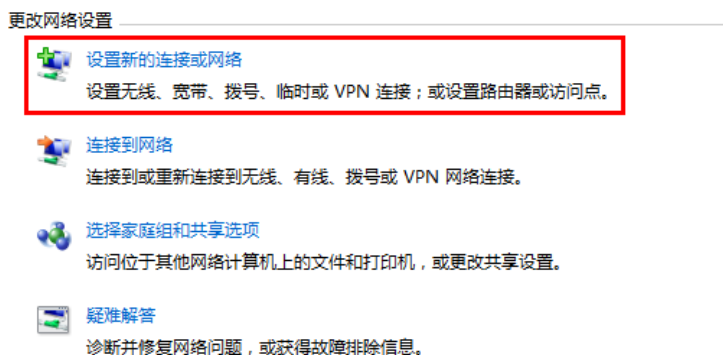 更改网络设置
设置新的连接或网络
设置无线、宽带、拨号、临时或 VPN 连接；或设置路由器或访问点。
连接到网络
连接到或重新连接到无线、有线、拨号或 VPN 网络连接。
选择家庭组和共享选项
访问位于其他网络计算机上的文件和打印机，或更改共享设置。
疑难解答
诊断并修复网络问题，或获得故障排除信息。